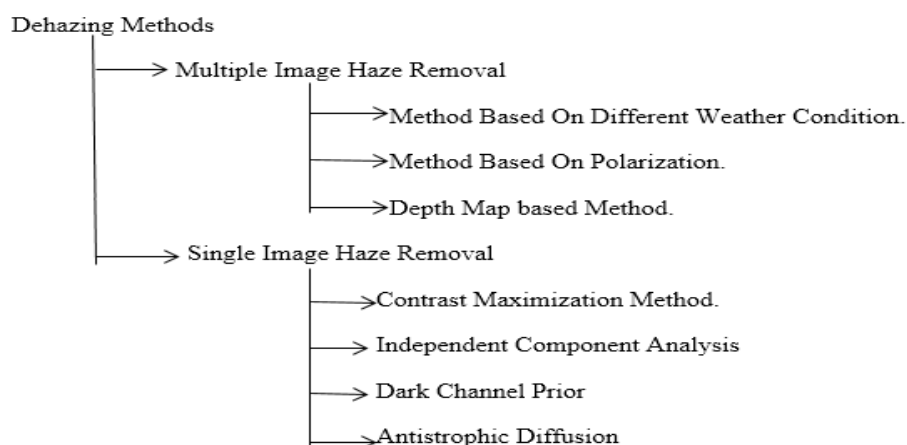 Dehazing Methods
Multiple Image Haze Removal
Method Based On Different Weather Condition.
Method Based On Polarization.
Depth Map based Method.
Single Image Haze Removal
Contrast Maximization Method.
Independent Component Analysis
Dark Channel Prior
Antistrophic Diffusion